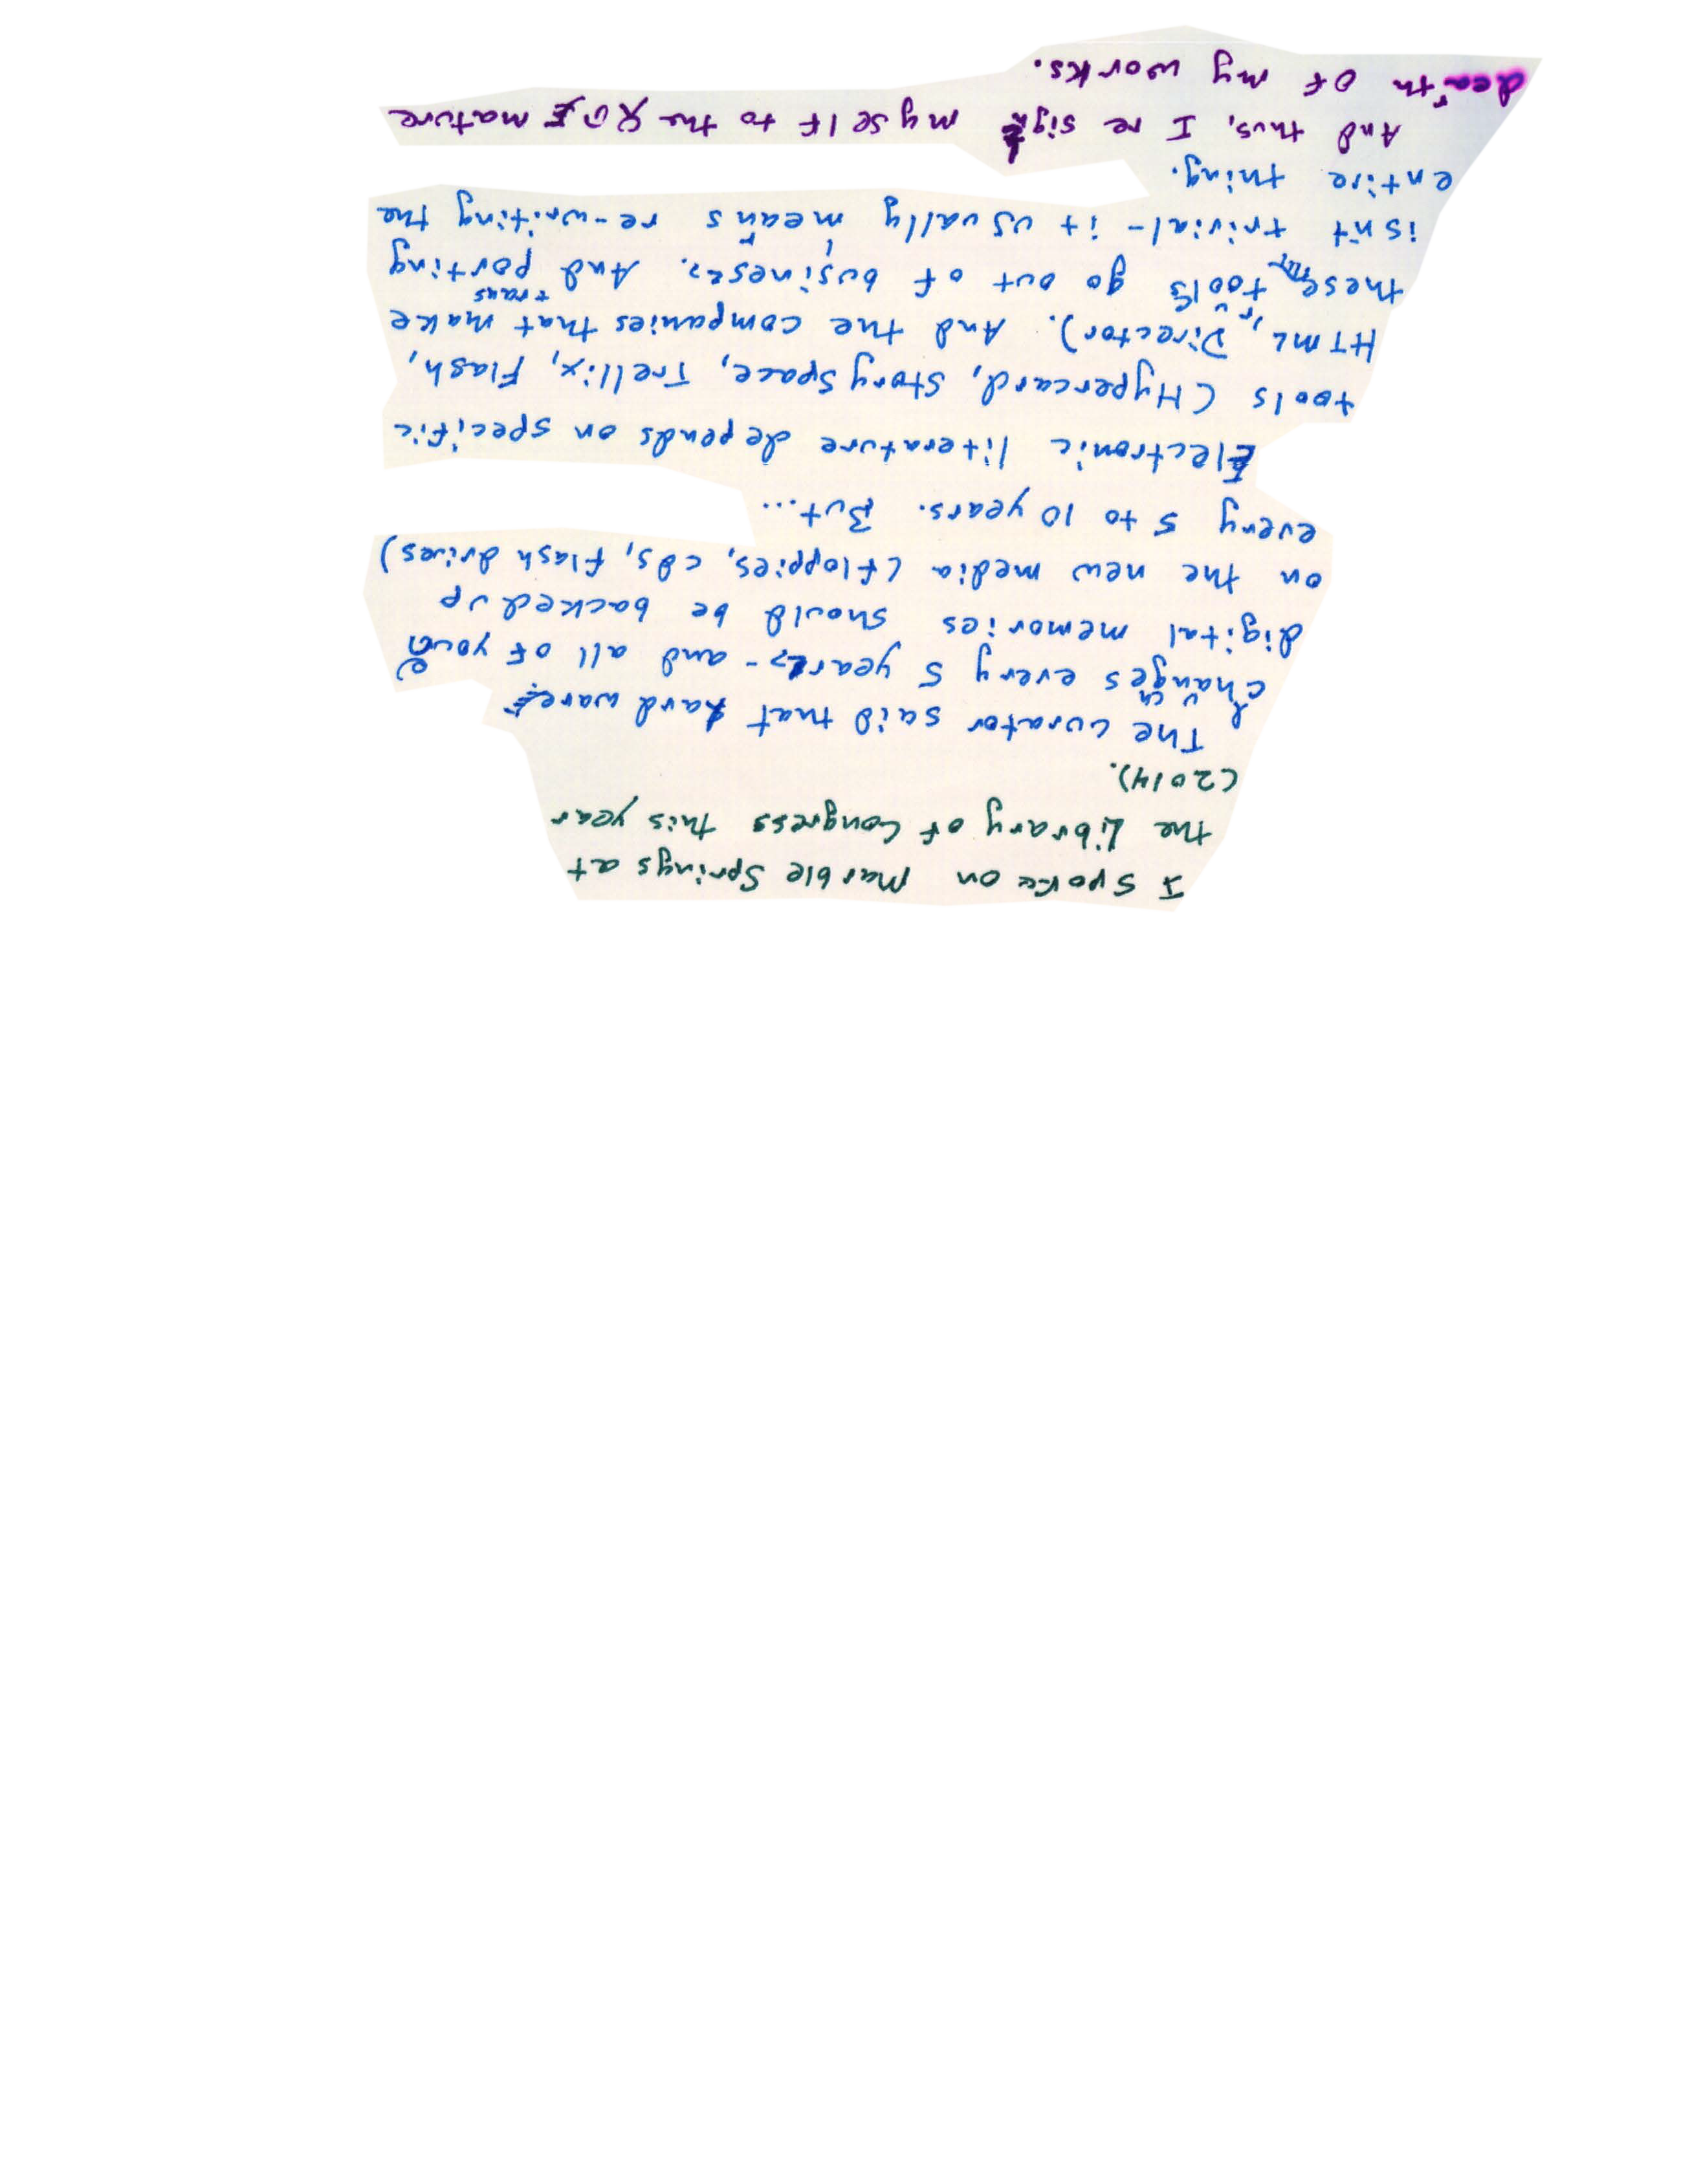 I spoke on Marble Springs at
the Library of Congress this year
(2014).
The curator said that hardware
changes every 5 years - and all of your
digital memories should be backed up
on the new media (floppies, cds, flash drives)
every 5 to 10 years. But...
Electronic literature depends on specific
tools (Hypercard, StorySpace, Trellix, Flash,
HTML, Director). And the companies that make
these tools go out of business. And porting
trans
isn't trivial - it usually means re-writing the
entire thing.
And thus, I resign myself to the mature
death of my works.